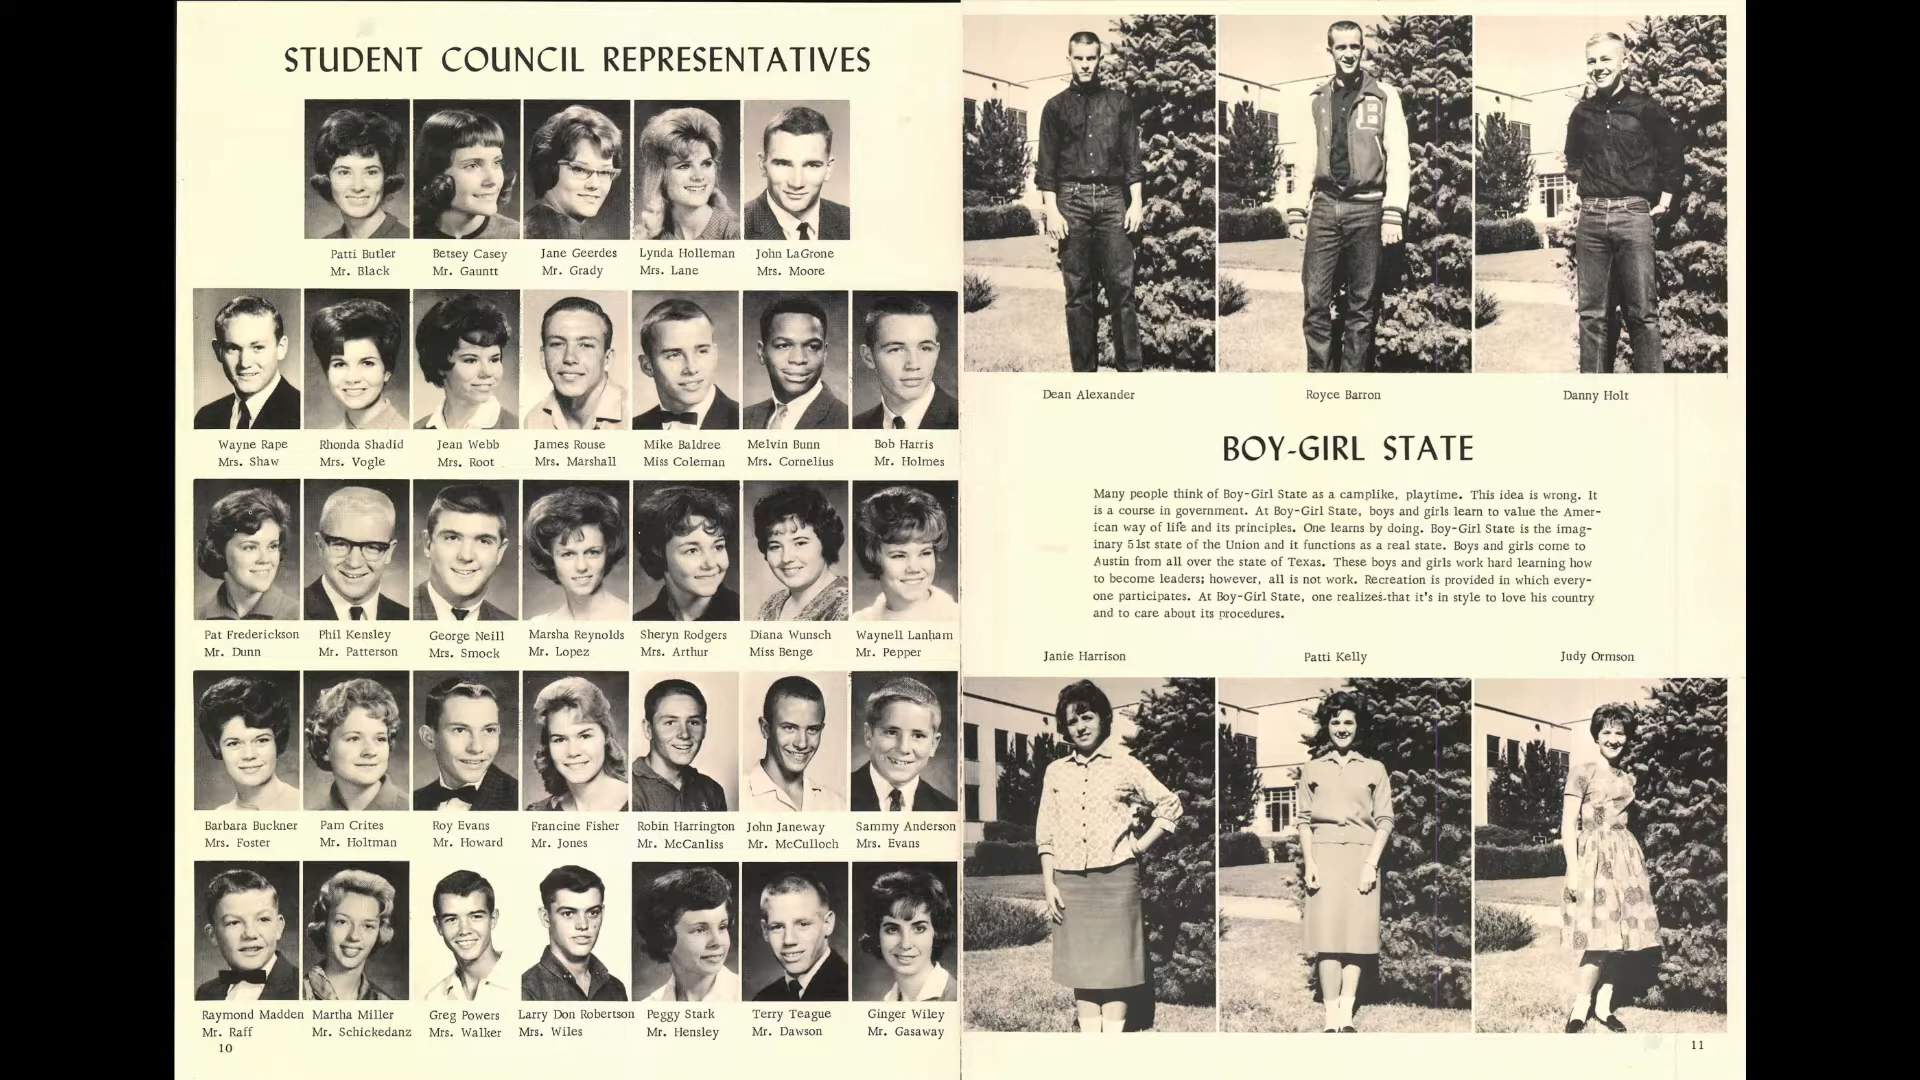 STUDENT COUNCIL REPRESENTATIVES
Patti Butler
Mr. Black
Betsey Casey
Mr. Gauntt
Jane Geerdes
Mr. Grady
Lynda Holleman
Mrs. Lane
John LaGrone
Mrs. Moore
Wayne Rape
Mrs. Shaw
Rhonda Shadid
Mrs. Vogle
Jean Webb
Mrs. Root
James Rouse
Mrs. Marshall
Mike Baldree
Miss Coleman
Melvin Bunn
Mrs. Cornelius
Bob Harris
Mr. Holmes
Pat Frederickson
Mr. Dunn
Phil Kensley
Mr. Patterson
George Neill
Mrs. Smock
Marsha Reynolds
Mr. Lopez
Sheryn Rodgers
Mrs. Arthur
Diana Wunsch
Miss Benge
Waynell Lanham
Mr. Pepper
Barbara Buckner
Mrs. Foster
Pam Crites
Mr. Holtman
Roy Evans
Mr. Howard
Francine Fisher
Mr. Jones
Robin Harrington
Mr. McCanliss
John Janeway
Mr. McCulloch
Sammy Anderson
Mrs. Evans
Raymond Madden
Mr. Raff
Martha Miller
Mr. Schickedanz
Greg Powers
Mrs. Walker
Larry Don Robertson
Mrs. Wiles
Peggy Stark
Mr. Hensley
Terry Teague
Mr. Dawson
Ginger Wiley
Mr. Gasaway
10
B
Dean Alexander
Royce Barron
Danny Holt
BOY-GIRL STATE
Many people think of Boy-Girl State as a camplike, playtime. This idea is wrong. It
is a course in government. At Boy-Girl State, boys and girls learn to value the Amer-
ican way of life and its principles. One learns by doing. Boy-Girl State is the imag-
inary 51st state of the Union and it functions as a real state. Boys and girls come to
Austin from all over the state of Texas. These boys and girls work hard learning how
to become leaders; however, all is not work. Recreation is provided in which every-
one participates. At Boy-Girl State, one realizes that it's in style to love his country
and to care about its procedures.
Janie Harrison
Patti Kelly
Judy Ormson
11